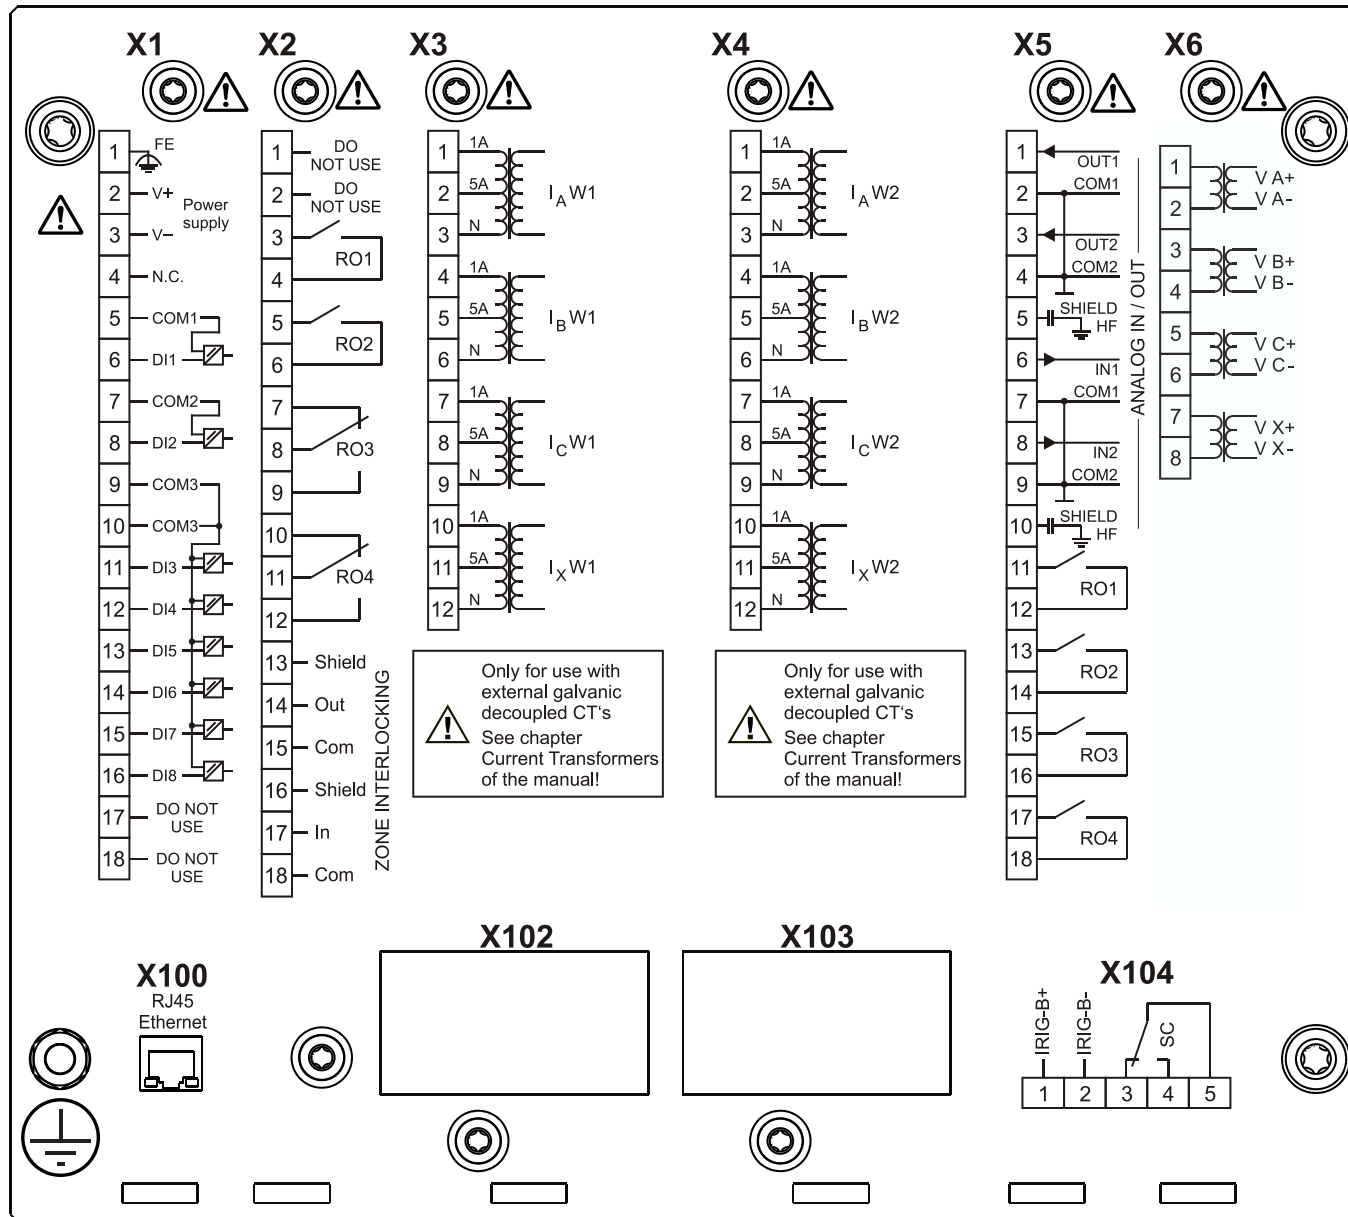 X1
X2
X3
X4
X5
X6
1 FE
2 V+
Power
supply
3 V–
4 N.C.
5 COM1
6 DI1
7 COM2
8 DI2
9 COM3
10 COM3
11 DI3
12 DI4
13 DI5
14 DI6
15 DI7
16 DI8
17 DO NOT
USE
18 DO NOT
USE
1 DO
NOT USE
2 DO
NOT USE
3
RO1
4
5
RO2
6
7
8 RO3
9
10
11 RO4
12
13 Shield
14 Out
15 Com
16 Shield
17 In
18 Com
ZONE INTERLOCKING
1 1A
2 5A IA W1
3 N
4 1A
5 5A IB W1
6 N
7 1A
8 5A IC W1
9 N
10 1A
11 5A IX W1
12 N
Only for use with
external galvanic
decoupled CT‘s
See chapter
Current Transformers
of the manual!
1 1A
2 5A IA W2
3 N
4 1A
5 5A IB W2
6 N
7 1A
8 5A IC W2
9 N
10 1A
11 5A IX W2
12 N
Only for use with
external galvanic
decoupled CT‘s
See chapter
Current Transformers
of the manual!
1 OUT1
2 COM1
3 OUT2
4 COM2
5 SHIELD
HF
6 IN1
7 COM1
8 IN2
9 COM2
10 SHIELD
HF
ANALOG IN / OUT
11
RO1
12
13
RO2
14
15
RO3
16
17
RO4
18
1 V A+
2 V A-
3 V B+
4 V B-
5 V C+
6 V C-
7 V X+
8 V X-
X100
RJ45
Ethernet
X102
X103
X104
IRIG-B+
IRIG-B-
SC
1 2 3 4 5